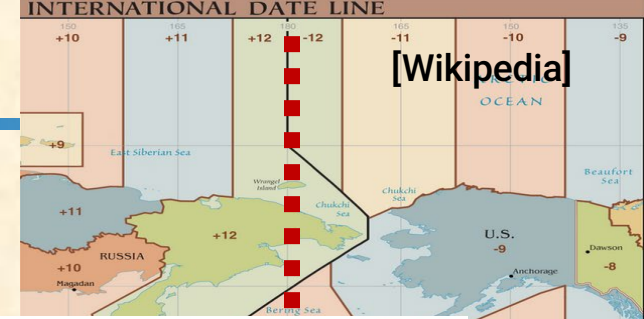 INTERNATIONAL DATE LINE
150 165 180 165 150 135
+10 +11 +12 -12 -11 -10 -9
[Wikipedia]
OCEAN
+9
East Siberian Sea
Beaufort
Sea
Wrangel
Island
Chukchi
Sea
Chukchi
Sea
+11
+12
U.S.
-9
RUSSIA
Dawson
-8
+10
Magadan
Anchorage
Bering Sea